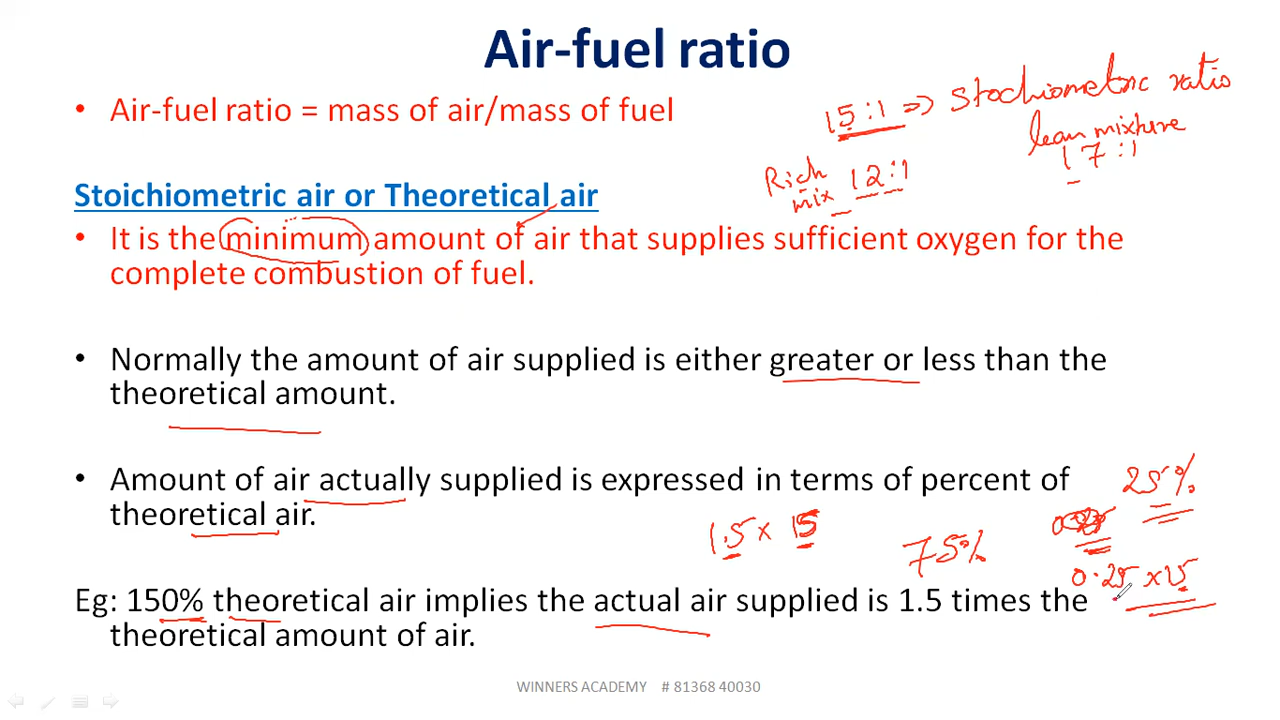 Air-fuel ratio
• Air-fuel ratio = mass of air/mass of fuel
15:1 => Stochiometric ratio
lean mixture
17:1
Rich
mix 12:1
Stoichiometric air or Theoretical air
• It is the minimum amount of air that supplies sufficient oxygen for the
complete combustion of fuel.
• Normally the amount of air supplied is either greater or less than the
theoretical amount.
• Amount of air actually supplied is expressed in terms of percent of
theoretical air.
25%
1.5 x 15
75%
0.25 x 15
Eg: 150% theoretical air implies the actual air supplied is 1.5 times the
theoretical amount of air.
WINNERS ACADEMY # 81368 40030